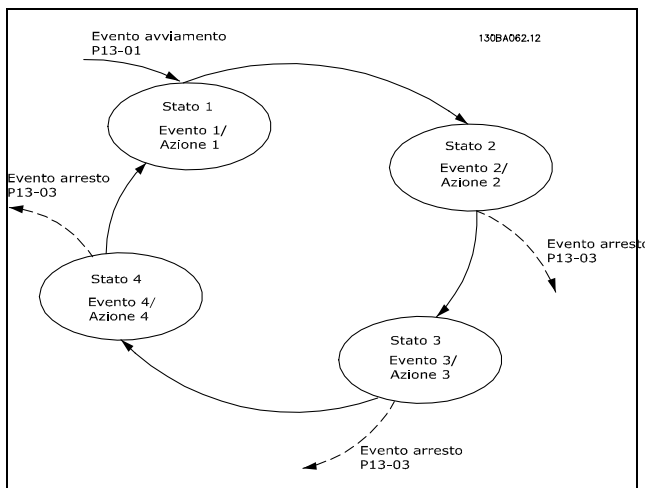 Evento avviamento
P13-01
130BA062.12
Stato 1
Evento 1/
Azione 1
Stato 2
Evento 2/
Azione 2
Evento arresto
P13-03
Evento arresto
P13-03
Stato 4
Evento 4/
Azione 4
Stato 3
Evento 3/
Azione 3
Evento arresto
P13-03